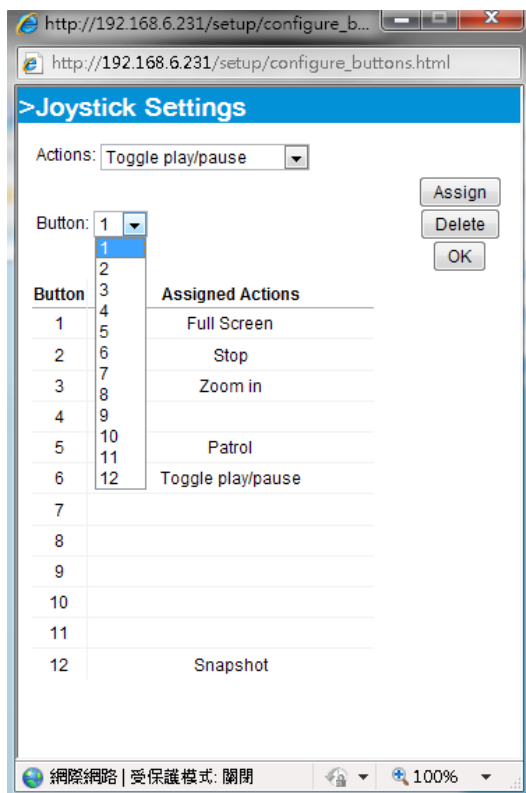 http://192.168.6.231/setup/configure_b...
http://192.168.6.231/setup/configure_buttons.html
>Joystick Settings
Actions: Toggle play/pause
Assign
Button: 1
Delete
OK
1
2
3
4
5
6
7
8
9
10
11
12
Button Assigned Actions
1 Full Screen
2 Stop
3 Zoom in
4
5 Patrol
6 Toggle play/pause
7
8
9
10
11
12 Snapshot
網際網路 | 受保護模式: 關閉 100%